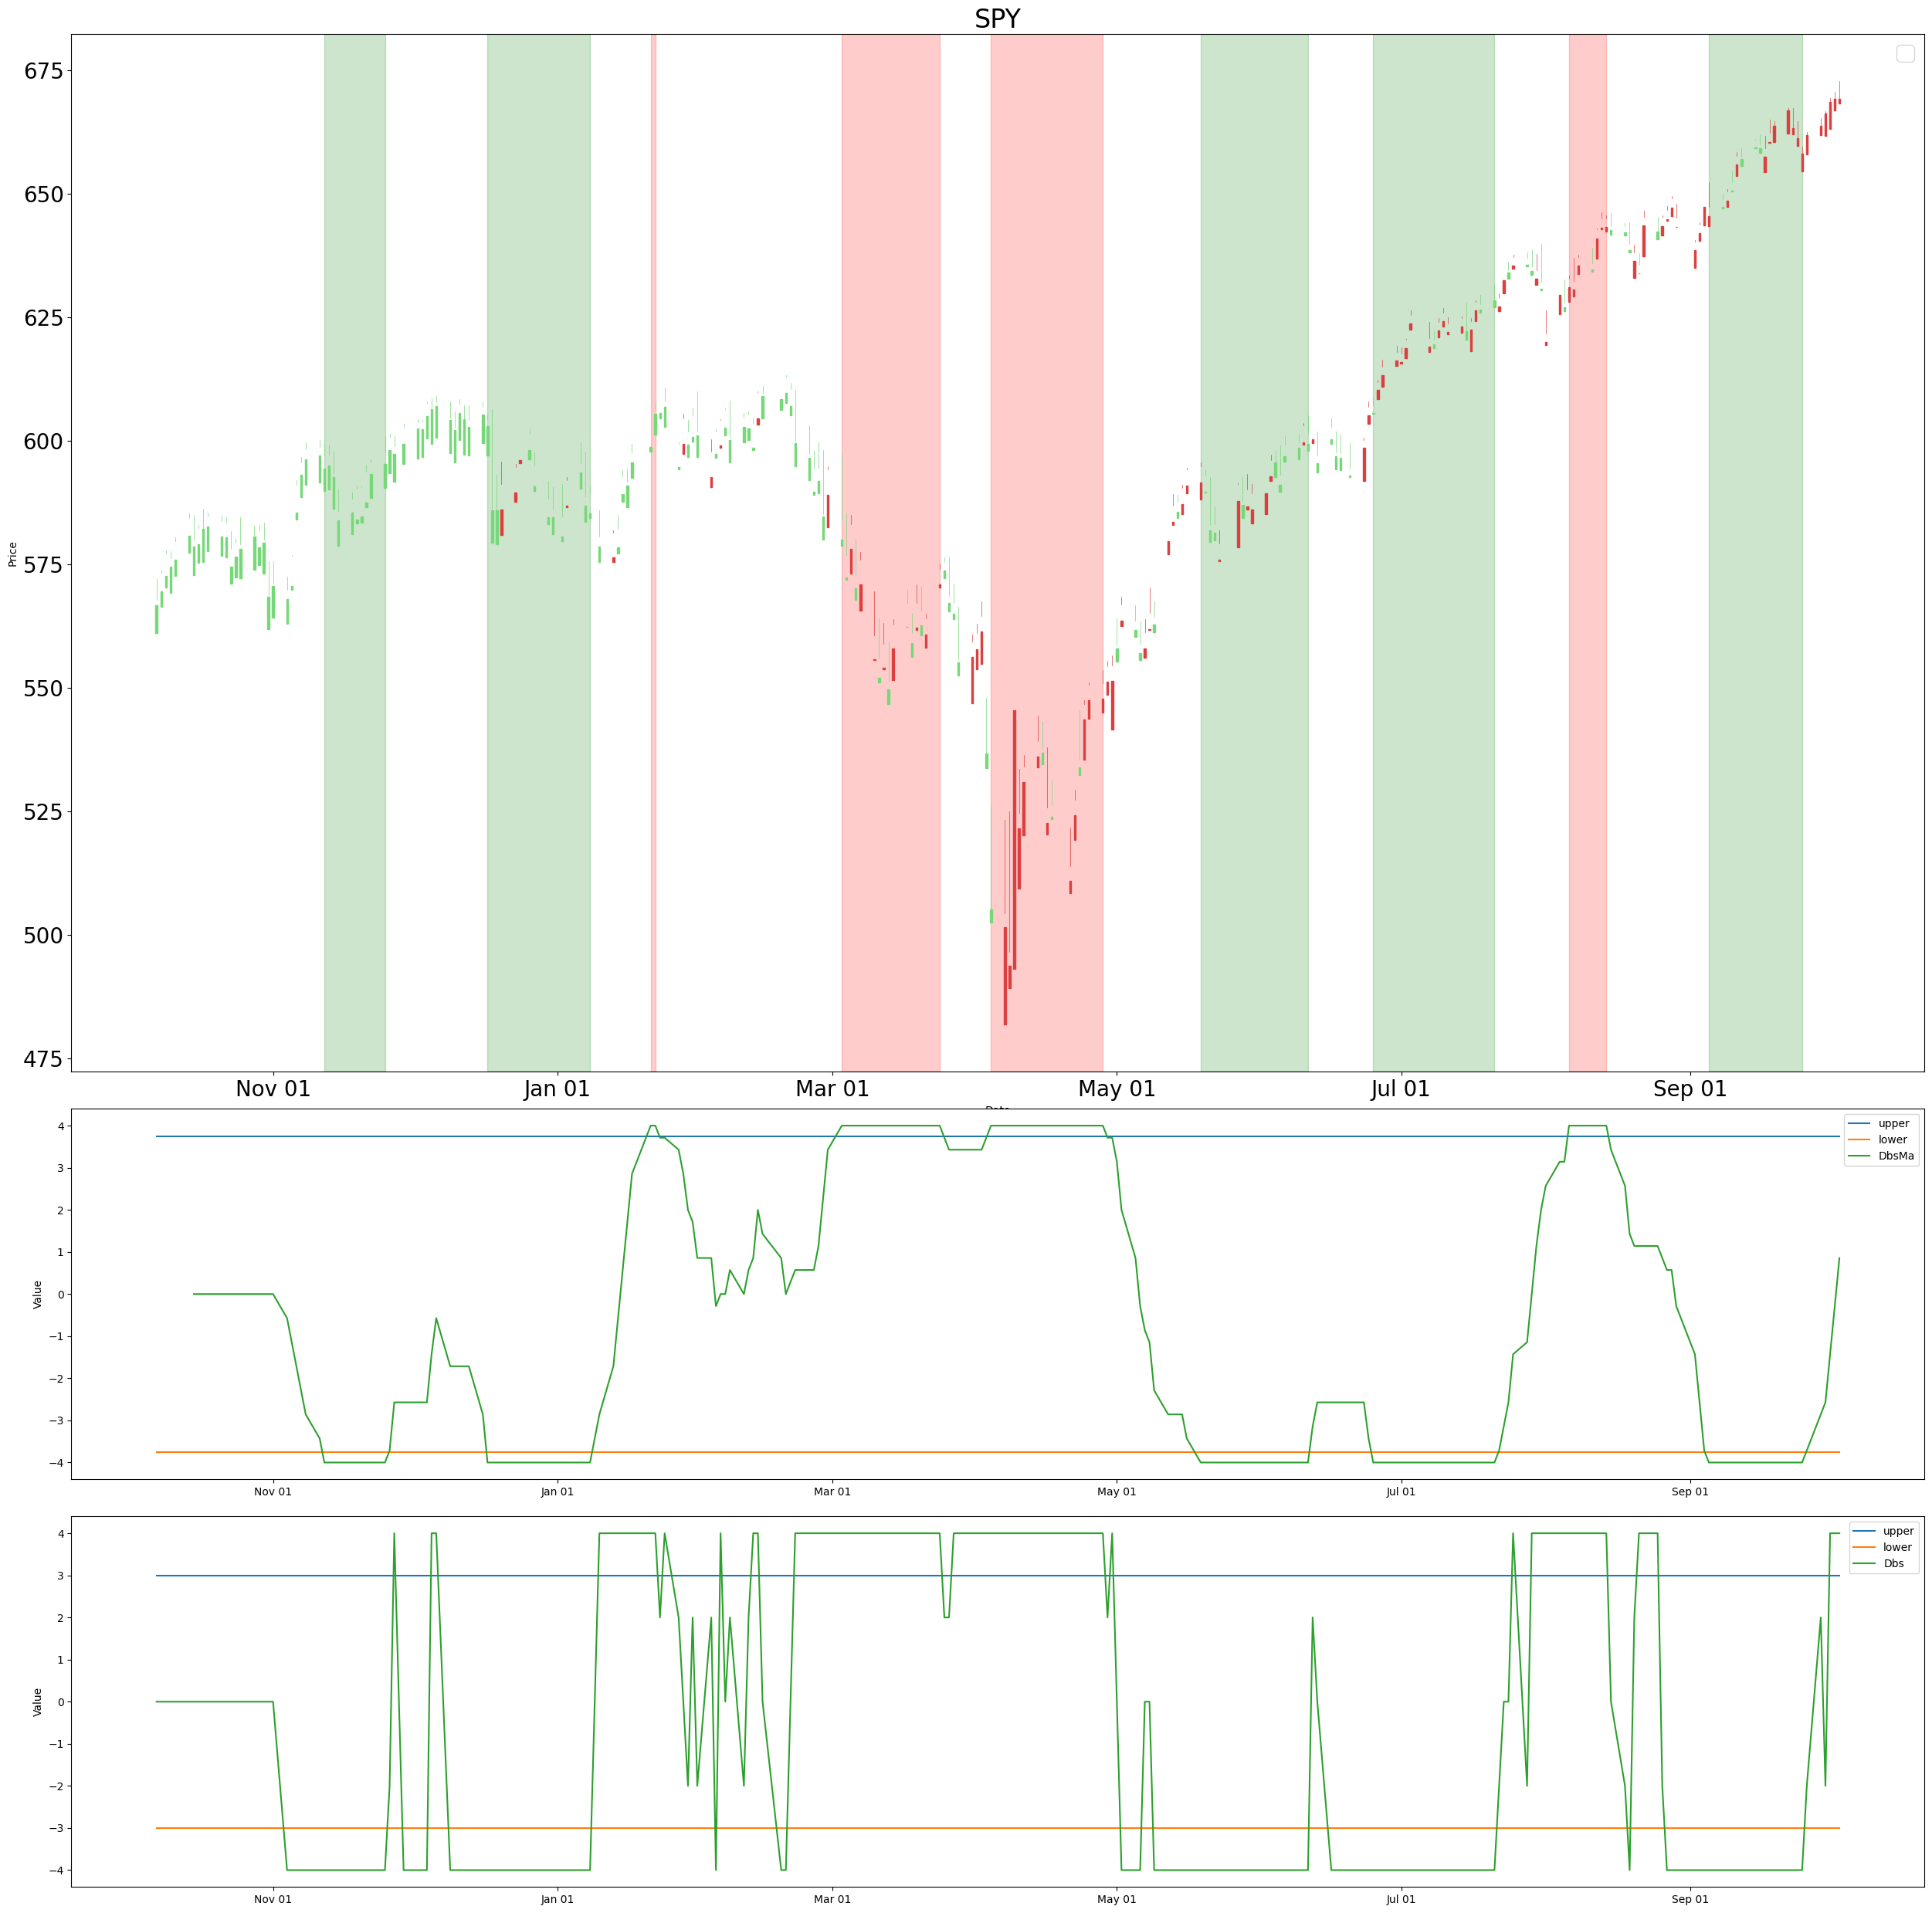 SPY
675
650
625
600
575
550
525
500
475
Price
Nov 01
Jan 01
Mar 01
May 01
Jul 01
Sep 01
upper
lower
DbsMa
4
3
2
1
0
−1
−2
−3
−4
Value
Nov 01
Jan 01
Mar 01
May 01
Jul 01
Sep 01
upper
lower
Dbs
4
3
2
1
0
−1
−2
−3
−4
Value
Nov 01
Jan 01
Mar 01
May 01
Jul 01
Sep 01